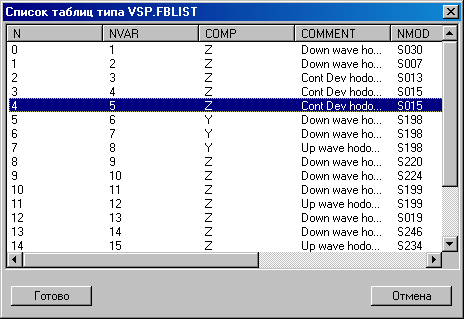 Список таблиц типа VSP.FBLIST
N NVAR COMP COMMENT NMOD
0 1 Z Down wave ho... S030
1 2 Z Down wave ho... S007
2 3 Z Cont Dev hodo... S013
3 4 Z Cont Dev hodo... S015
4 5 Z Cont Dev hodo... S015
5 6 Y Down wave ho... S198
6 7 Y Down wave ho... S198
7 8 Y Up wave hodo... S198
8 9 Z Down wave ho... S220
9 10 Z Down wave ho... S224
10 11 Z Down wave ho... S199
11 12 Z Up wave hodo... S199
12 13 Z Down wave ho... S019
13 14 Z Down wave ho... S246
14 15 Z Up wave hodo... S234
Готово Отмена